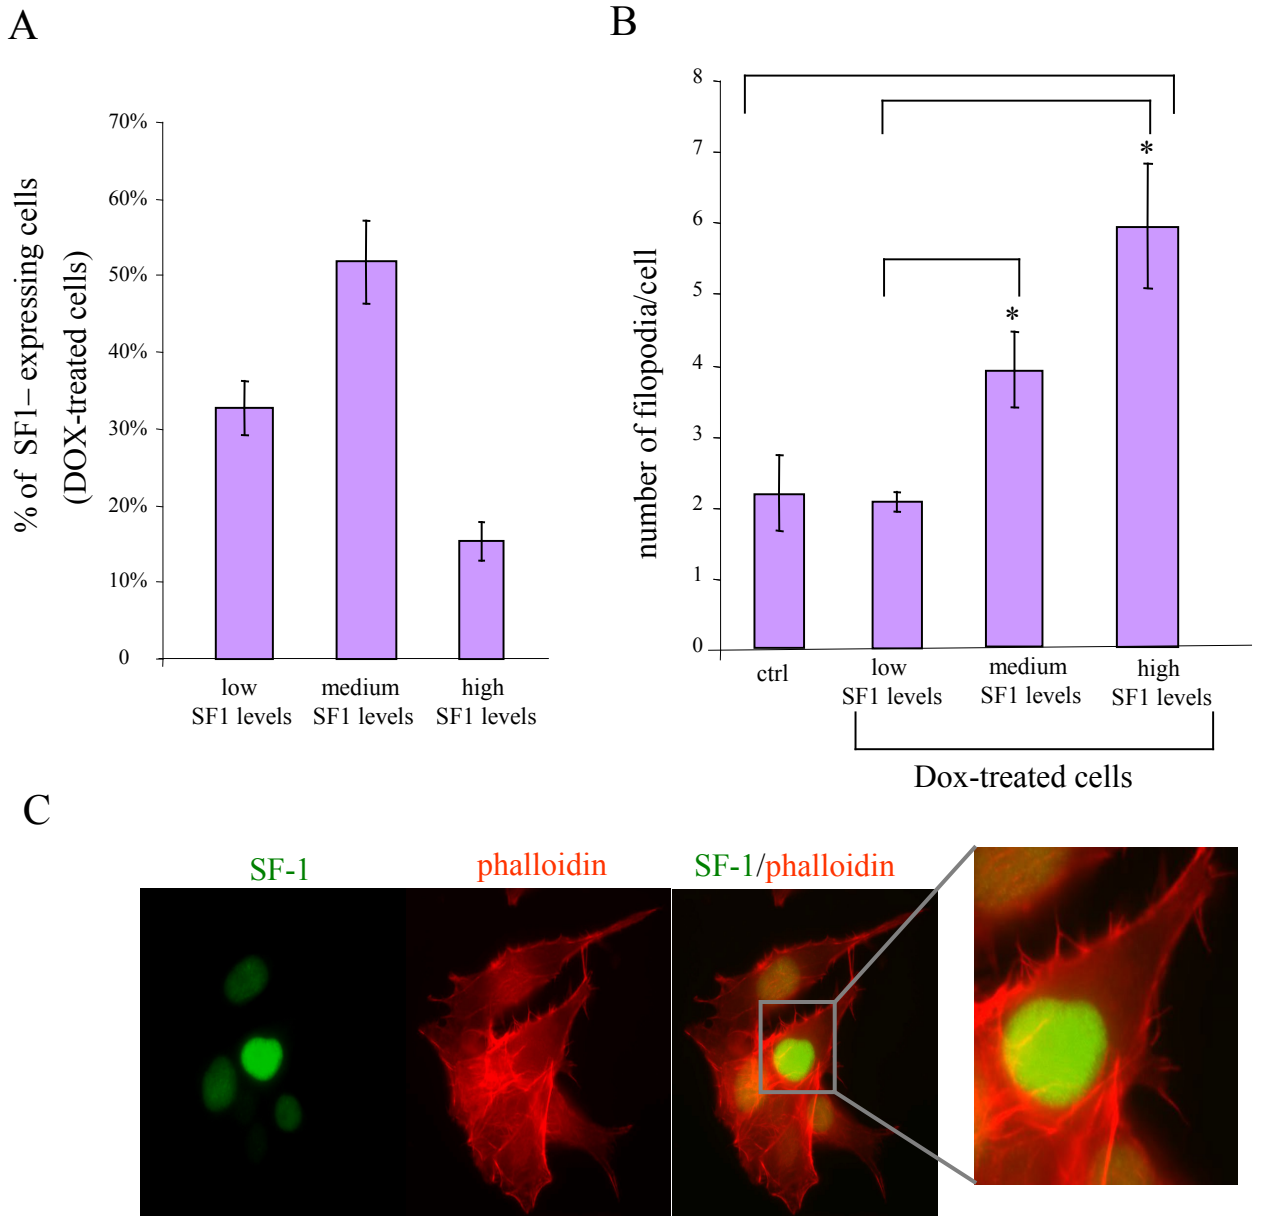 A
% of SF1– expressing cells
(DOX-treated cells)
70%
60%
50%
40%
30%
20%
10%
0
low
SF1 levels
medium
SF1 levels
high
SF1 levels
B
number of filopodia/cell
8
7
6
5
4
3
2
1
0
*
*
ctrl
low
SF1 levels
medium
SF1 levels
high
SF1 levels
Dox-treated cells
C
SF-1
phalloidin
SF-1/phalloidin